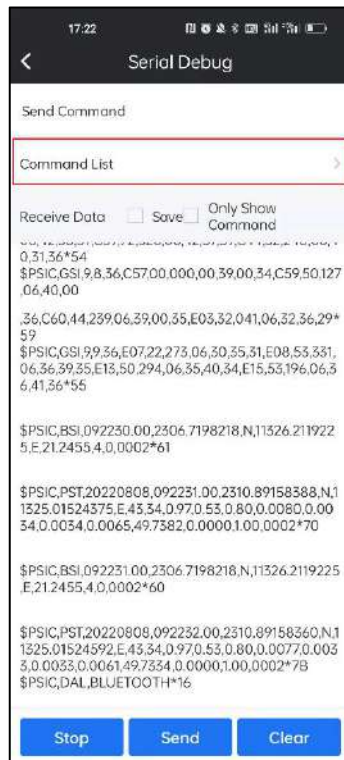 17:22
Serial Debug
Send Command
Command List
Receive Data
Save
Only Show
Command
0,31,36*54
$PSIC,GSI,9,8,36,C57,00,000,00,39,00,34,C59,50,127
,06,40,00
,36,C60,44,239,06,39,00,35,E03,32,041,06,32,36,29*
59
$PSIC,GSI,9,9,36,E07,22,273,06,30,35,31,E08,53,331,
06,36,39,35,E13,50,294,06,35,40,34,E15,53,196,06,3
6,41,36*55
$PSIC,BSI,092230.00,2306.7198218,N,11326.211922
5,E,21.2455,4,0,0002*61
$PSIC,PST,20220808,092231.00,2310.89158388,N,1
1325.01524375,E,43,34,0.97,0.53,0.80,0.0080,0.00
34,0.0034,0.0065,49.7382,0.0000,1.00,0002*70
$PSIC,BSI,092231.00,2306.7198218,N,11326.2119225
,E,21.2455,4,0,0002*60
$PSIC,PST,20220808,092232.00,2310.89158360,N,1
1325.01524592,E,43,34,0.97,0.53,0.80,0.0077,0.003
3,0.0033,0.0061,49.7334,0.0000,1.00,0002*7B
$PSIC,DAL,BLUETOOTH*16
Stop
Send
Clear